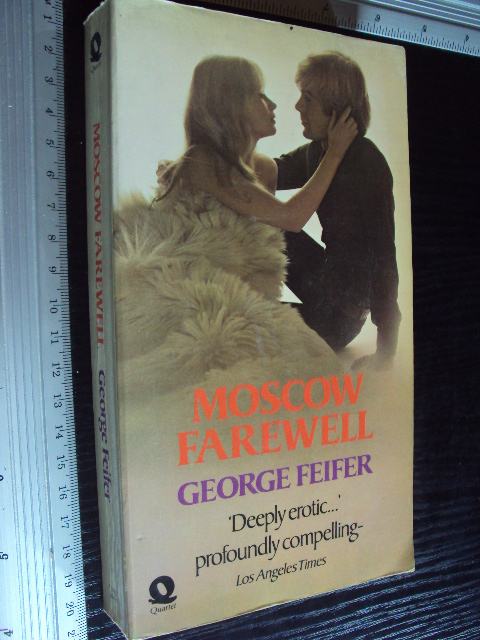 MOSCOW FAREWELL George Feifer
MOSCOW
FAREWELL
GEORGE FEIFER
'Deeply erotic...'
profoundly compelling-
Los Angeles Times
Quartet